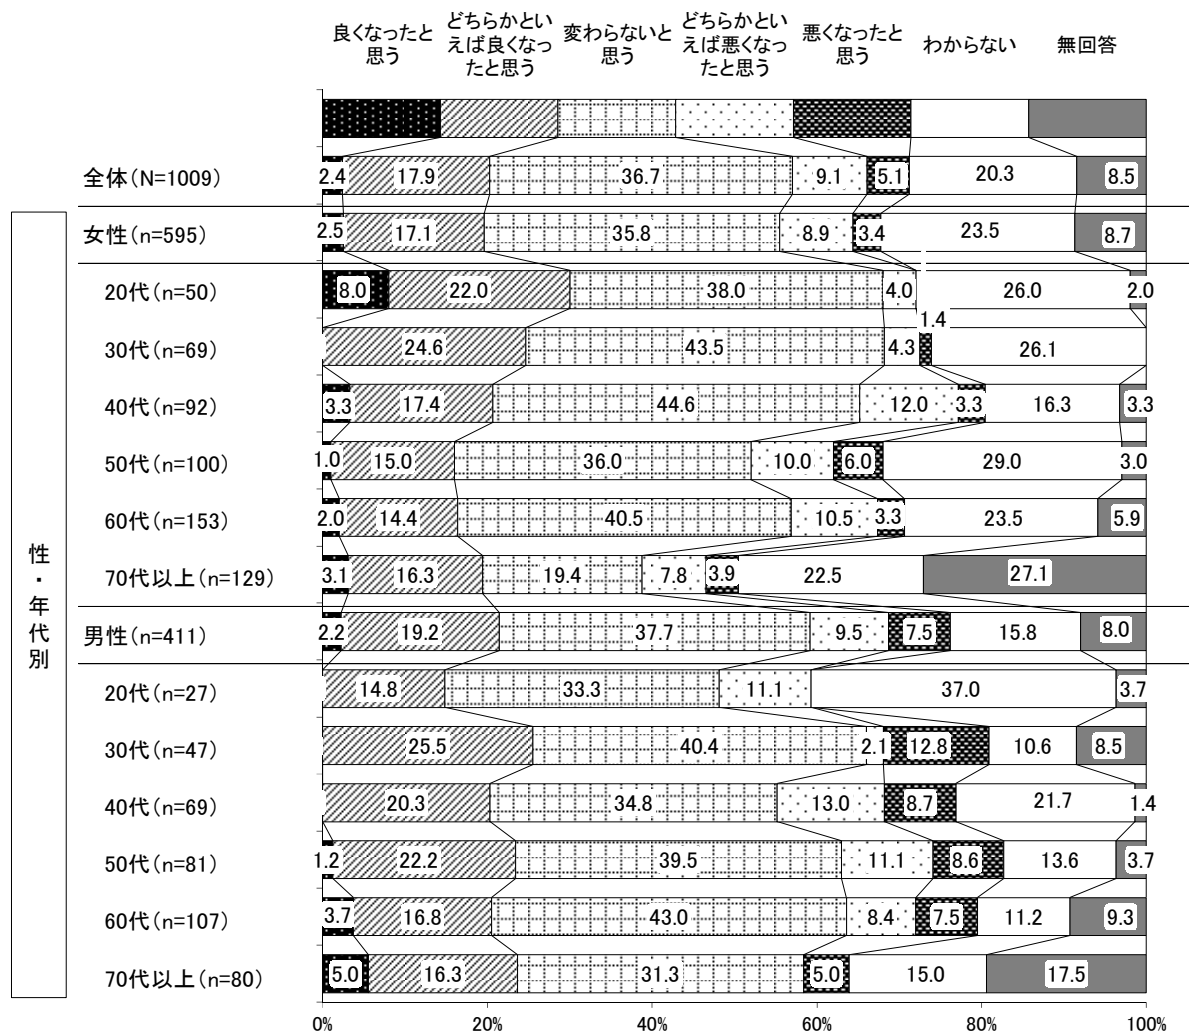 良くなったと
思う
どちらかとい
えば良くなっ
たと思う
変わらないと
思う
どちらかとい
えば悪くなっ
たと思う
悪くなったと
思う
わからない
無回答
全体(N=1009) 2.4 17.9 36.7 9.1 5.1 20.3 8.5
女性(n=595) 2.5 17.1 35.8 8.9 3.4 23.5 8.7
20代(n=50) 8.0 22.0 38.0 4.0 26.0 2.0
30代(n=69) 24.6 43.5 4.3 1.4 26.1
40代(n=92) 3.3 17.4 44.6 12.0 3.3 16.3 3.3
50代(n=100) 1.0 15.0 36.0 10.0 6.0 29.0 3.0
60代(n=153) 2.0 14.4 40.5 10.5 3.3 23.5 5.9
70代以上(n=129) 3.1 16.3 19.4 7.8 3.9 22.5 27.1
男性(n=411) 2.2 19.2 37.7 9.5 7.5 15.8 8.0
20代(n=27) 14.8 33.3 11.1 37.0 3.7
30代(n=47) 25.5 40.4 2.1 12.8 10.6 8.5
40代(n=69) 20.3 34.8 13.0 8.7 21.7 1.4
50代(n=81) 1.2 22.2 39.5 11.1 8.6 13.6 3.7
60代(n=107) 3.7 16.8 43.0 8.4 7.5 11.2 9.3
70代以上(n=80) 5.0 16.3 31.3 5.0 15.0 17.5
性・年代別
0% 20% 40% 60% 80% 100%